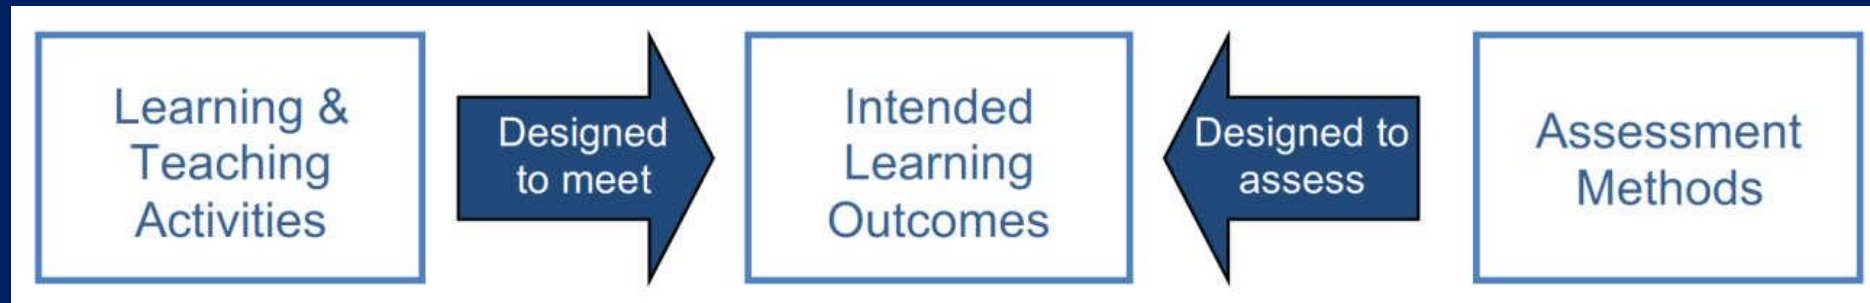 Learning &
Teaching
Activities
Designed
to meet
Intended
Learning
Outcomes
Designed to
assess
Assessment
Methods